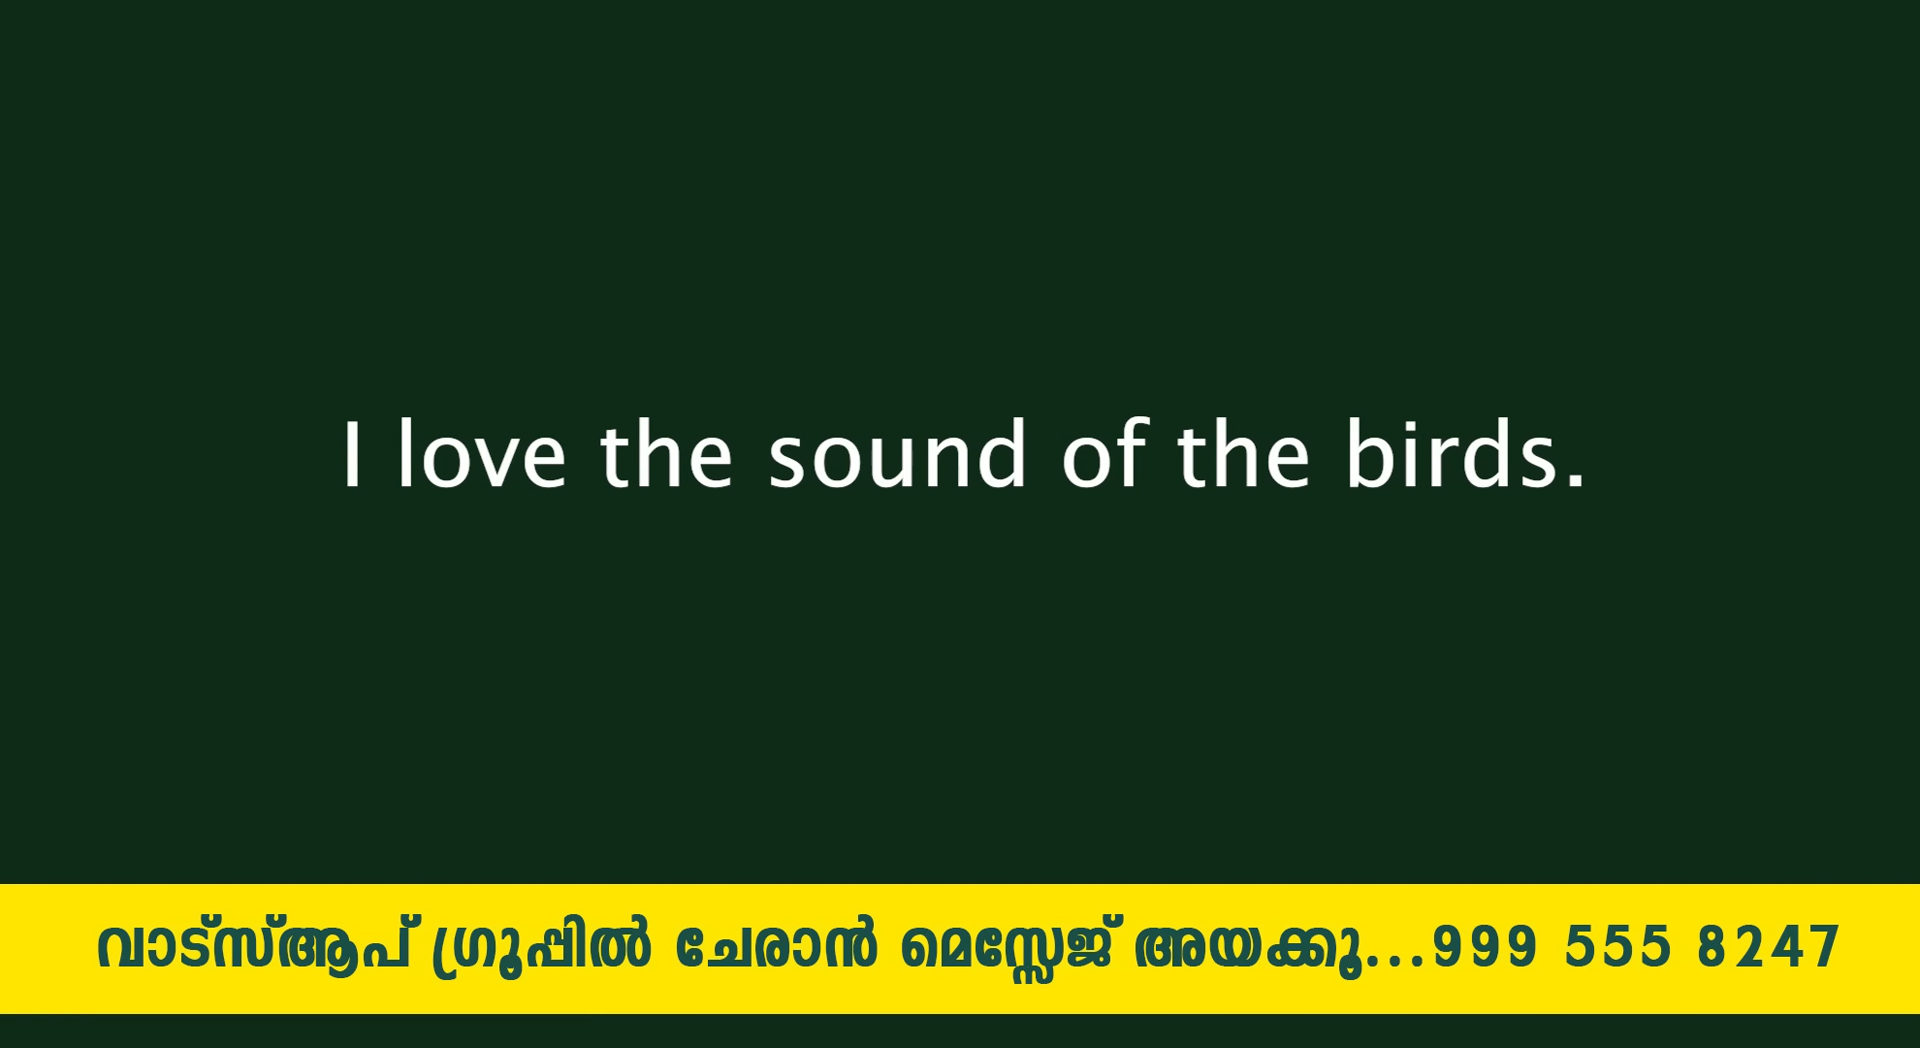 I love the sound of the birds.
വാട്സ്ആപ് ഗ്രൂപ്പിൽ ചേരാൻ മെസ്സേജ് അയക്കൂ...999 555 8247